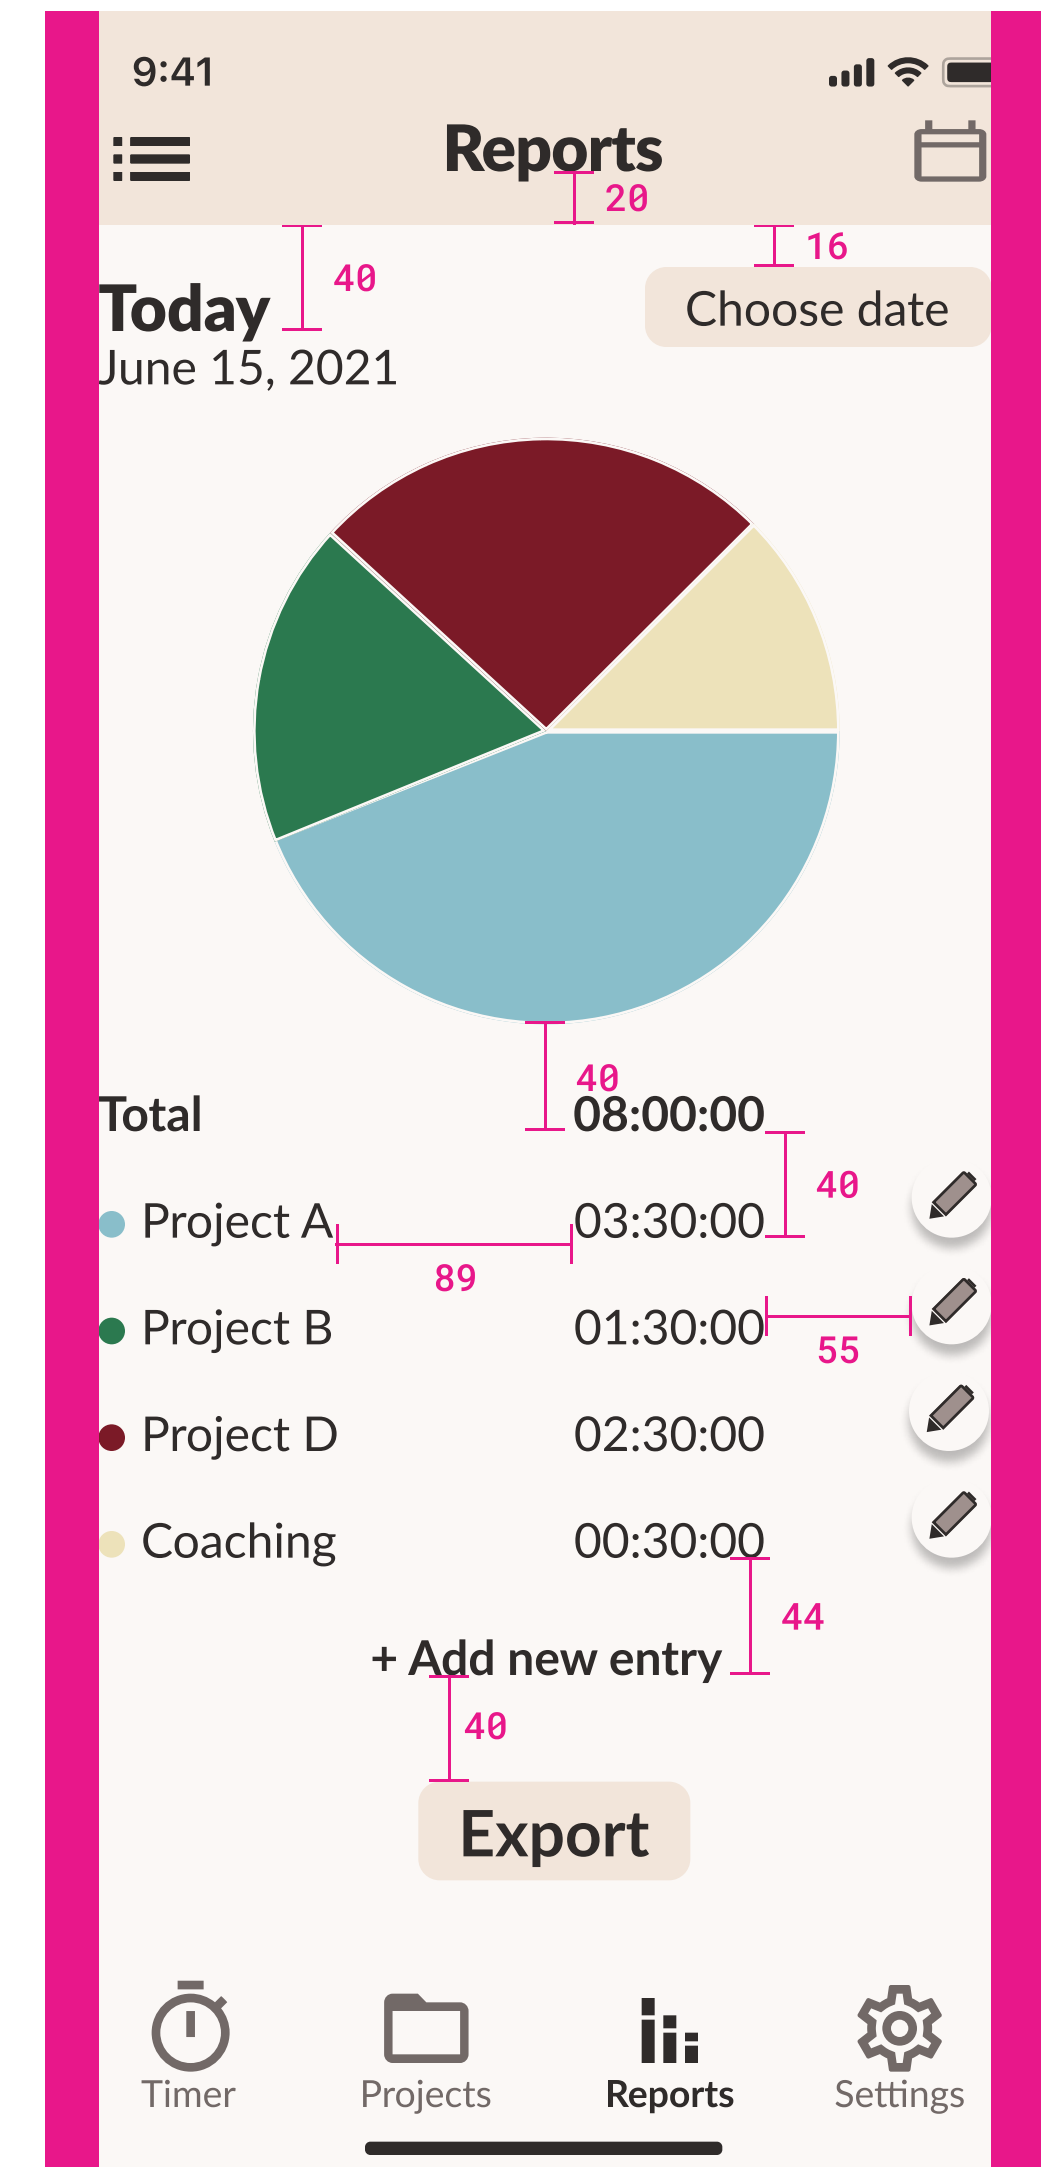 9:41
Reports
20
40
16
Today
Choose date
June 15, 2021
40
Total 08:00:00
40
Project A 03:30:00
89
Project B 01:30:00
55
Project D 02:30:00
Coaching 00:30:00
44
+ Add new entry
40
Export
Timer Projects Reports Settings